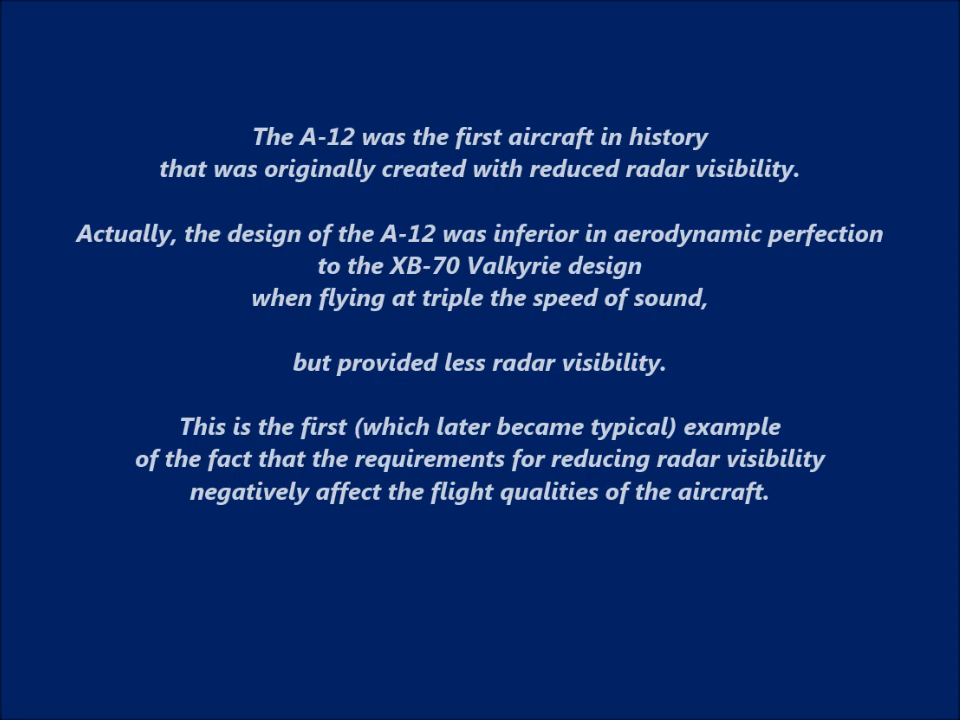 The A-12 was the first aircraft in history
that was originally created with reduced radar visibility.
Actually, the design of the A-12 was inferior in aerodynamic perfection
to the XB-70 Valkyrie design
when flying at triple the speed of sound,
but provided less radar visibility.
This is the first (which later became typical) example
of the fact that the requirements for reducing radar visibility
negatively affect the flight qualities of the aircraft.